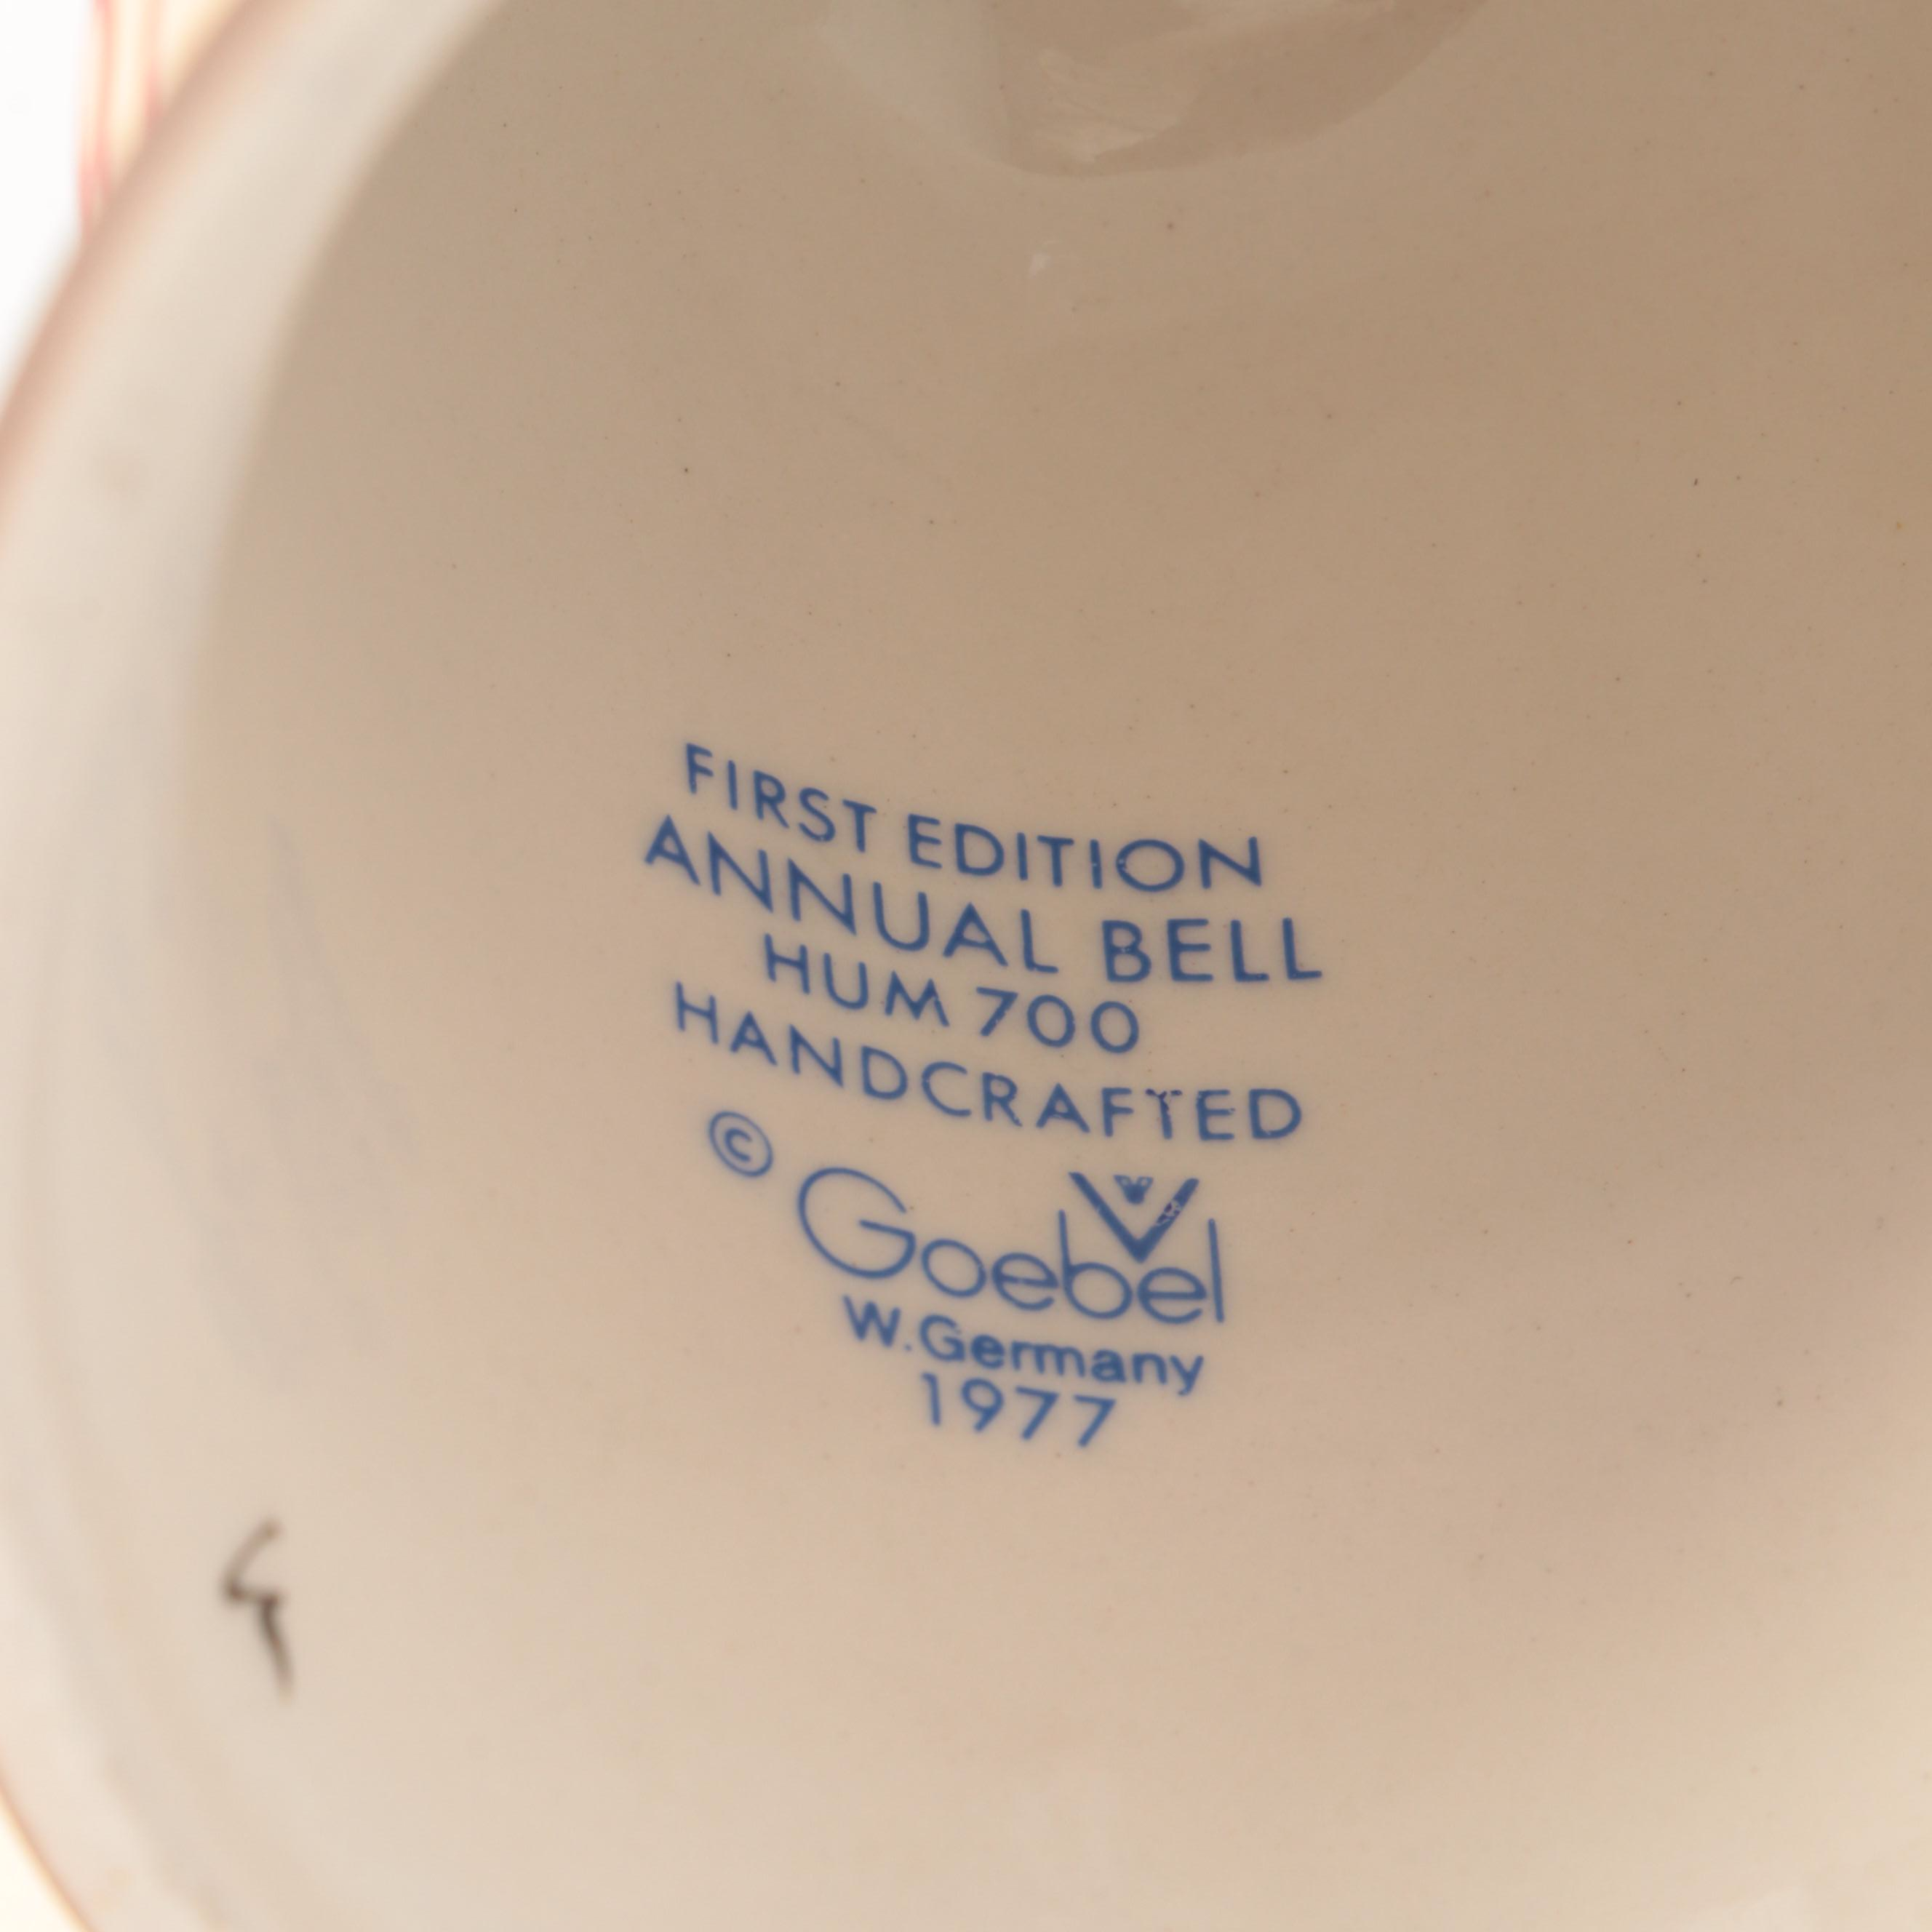 FIRST EDITION
ANNUAL BELL
HUM 700
HANDCRAFTED
© Goebel
W. Germany
1977